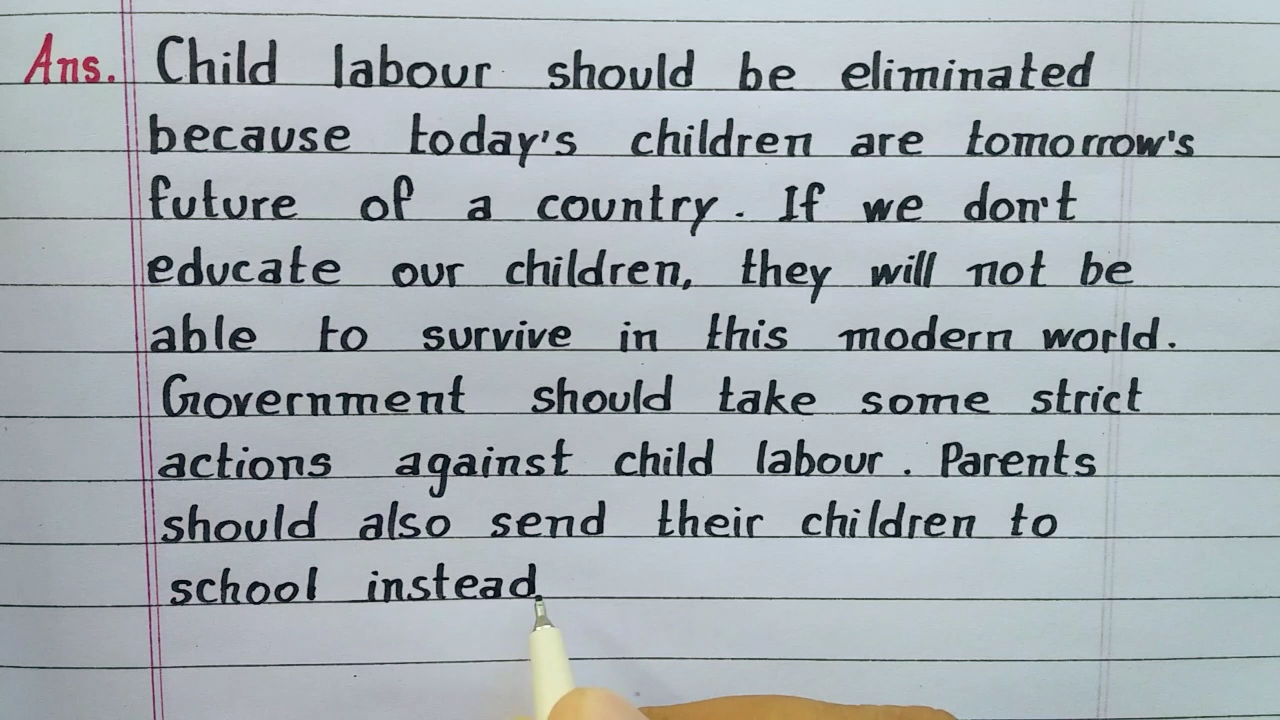 Ans. Child labour should be eliminated
because today's children are tomorrow's
future of a country. If we don't
educate our children, they will not be
able to survive in this modern world.
Government should take some strict
actions against child labour. Parents
should also send their children to
school instead